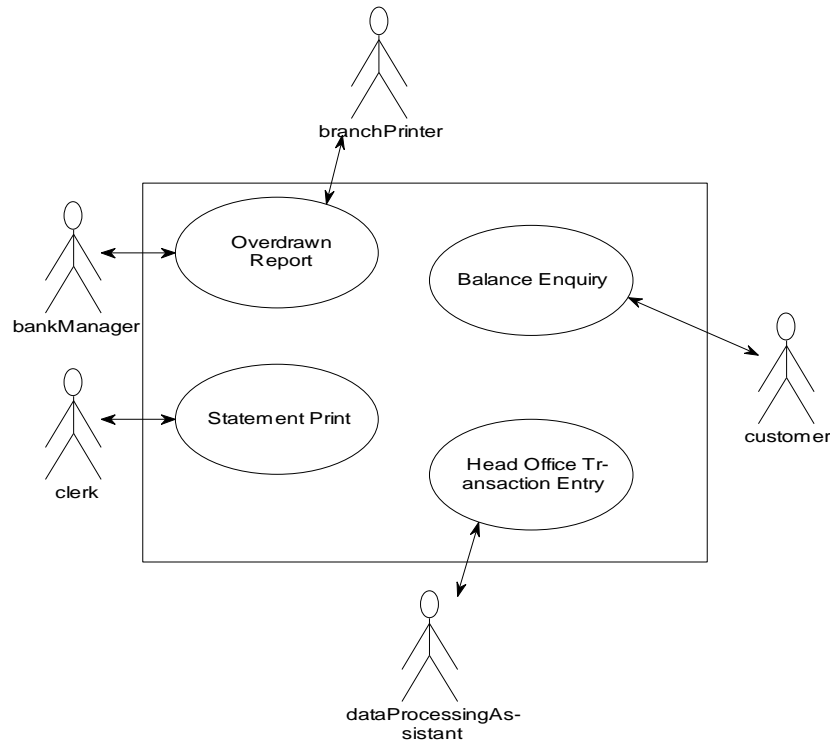 branchPrinter
Overdrawn
Report
Balance Enquiry
bankManager
Statement Print
customer
clerk
Head Office Tr-
ansaction Entry
dataProcessingAs-
sistant